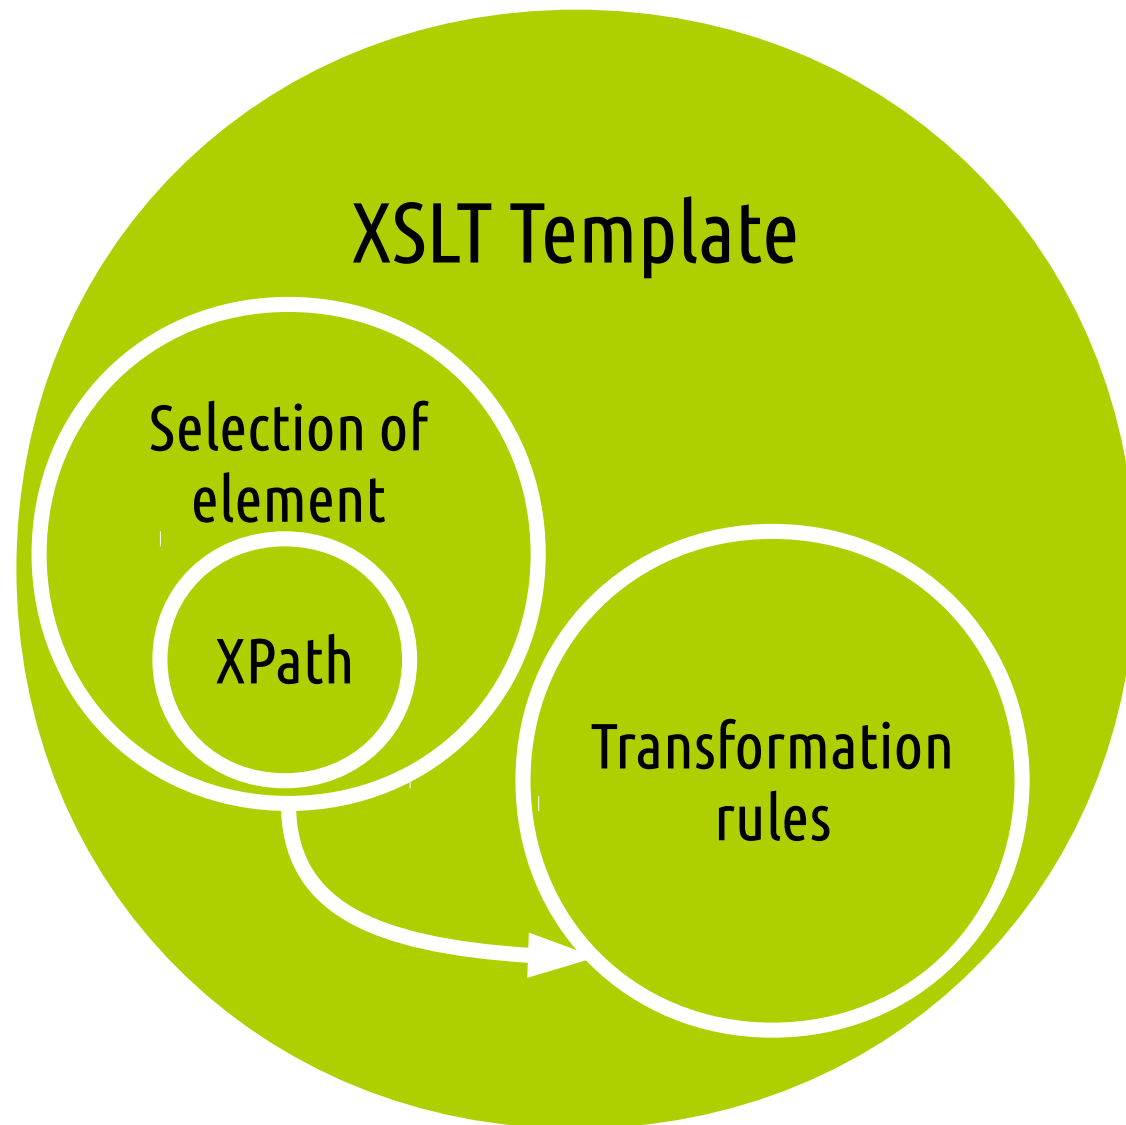 XSLT Template
Selection of
element
XPath
Transformation
rules